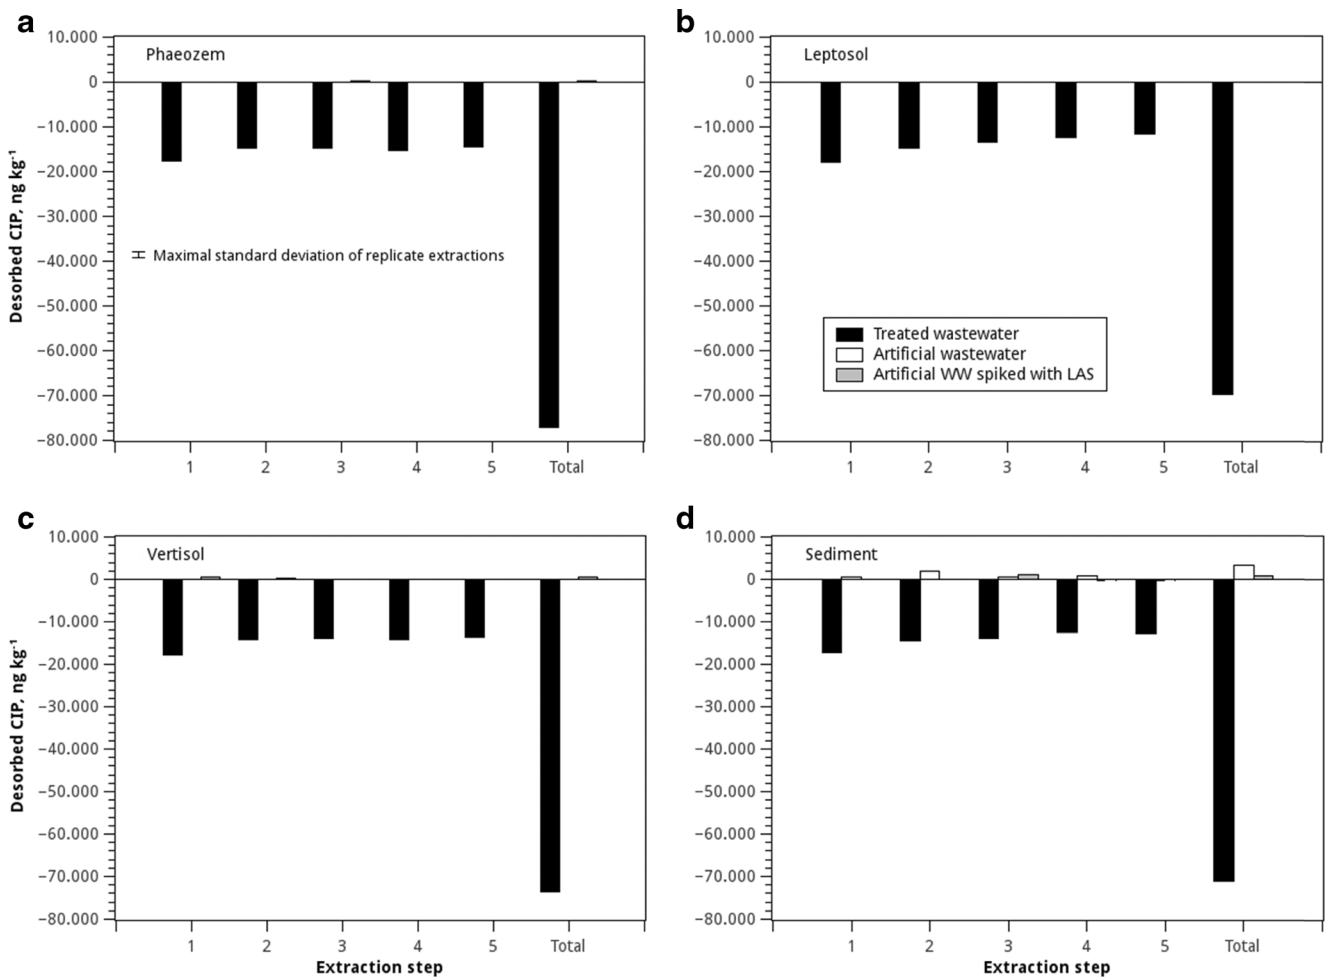 a
10.000
Phaeozem
0
−10.000
−20.000
−30.000
−40.000
−50.000
−60.000
−70.000
−80.000
Desorbed CIP, ng kg⁻¹
Maximal standard deviation of replicate extractions
1 2 3 4 5 Total
b
10.000
Leptosol
0
−10.000
−20.000
−30.000
−40.000
−50.000
−60.000
−70.000
−80.000
Treated wastewater
Artificial wastewater
Artificial WW spiked with LAS
1 2 3 4 5 Total
c
10.000
Vertisol
0
−10.000
−20.000
−30.000
−40.000
−50.000
−60.000
−70.000
−80.000
Desorbed CIP, ng kg⁻¹
1 2 3 4 5 Total
Extraction step
d
10.000
Sediment
0
−10.000
−20.000
−30.000
−40.000
−50.000
−60.000
−70.000
−80.000
1 2 3 4 5 Total
Extraction step